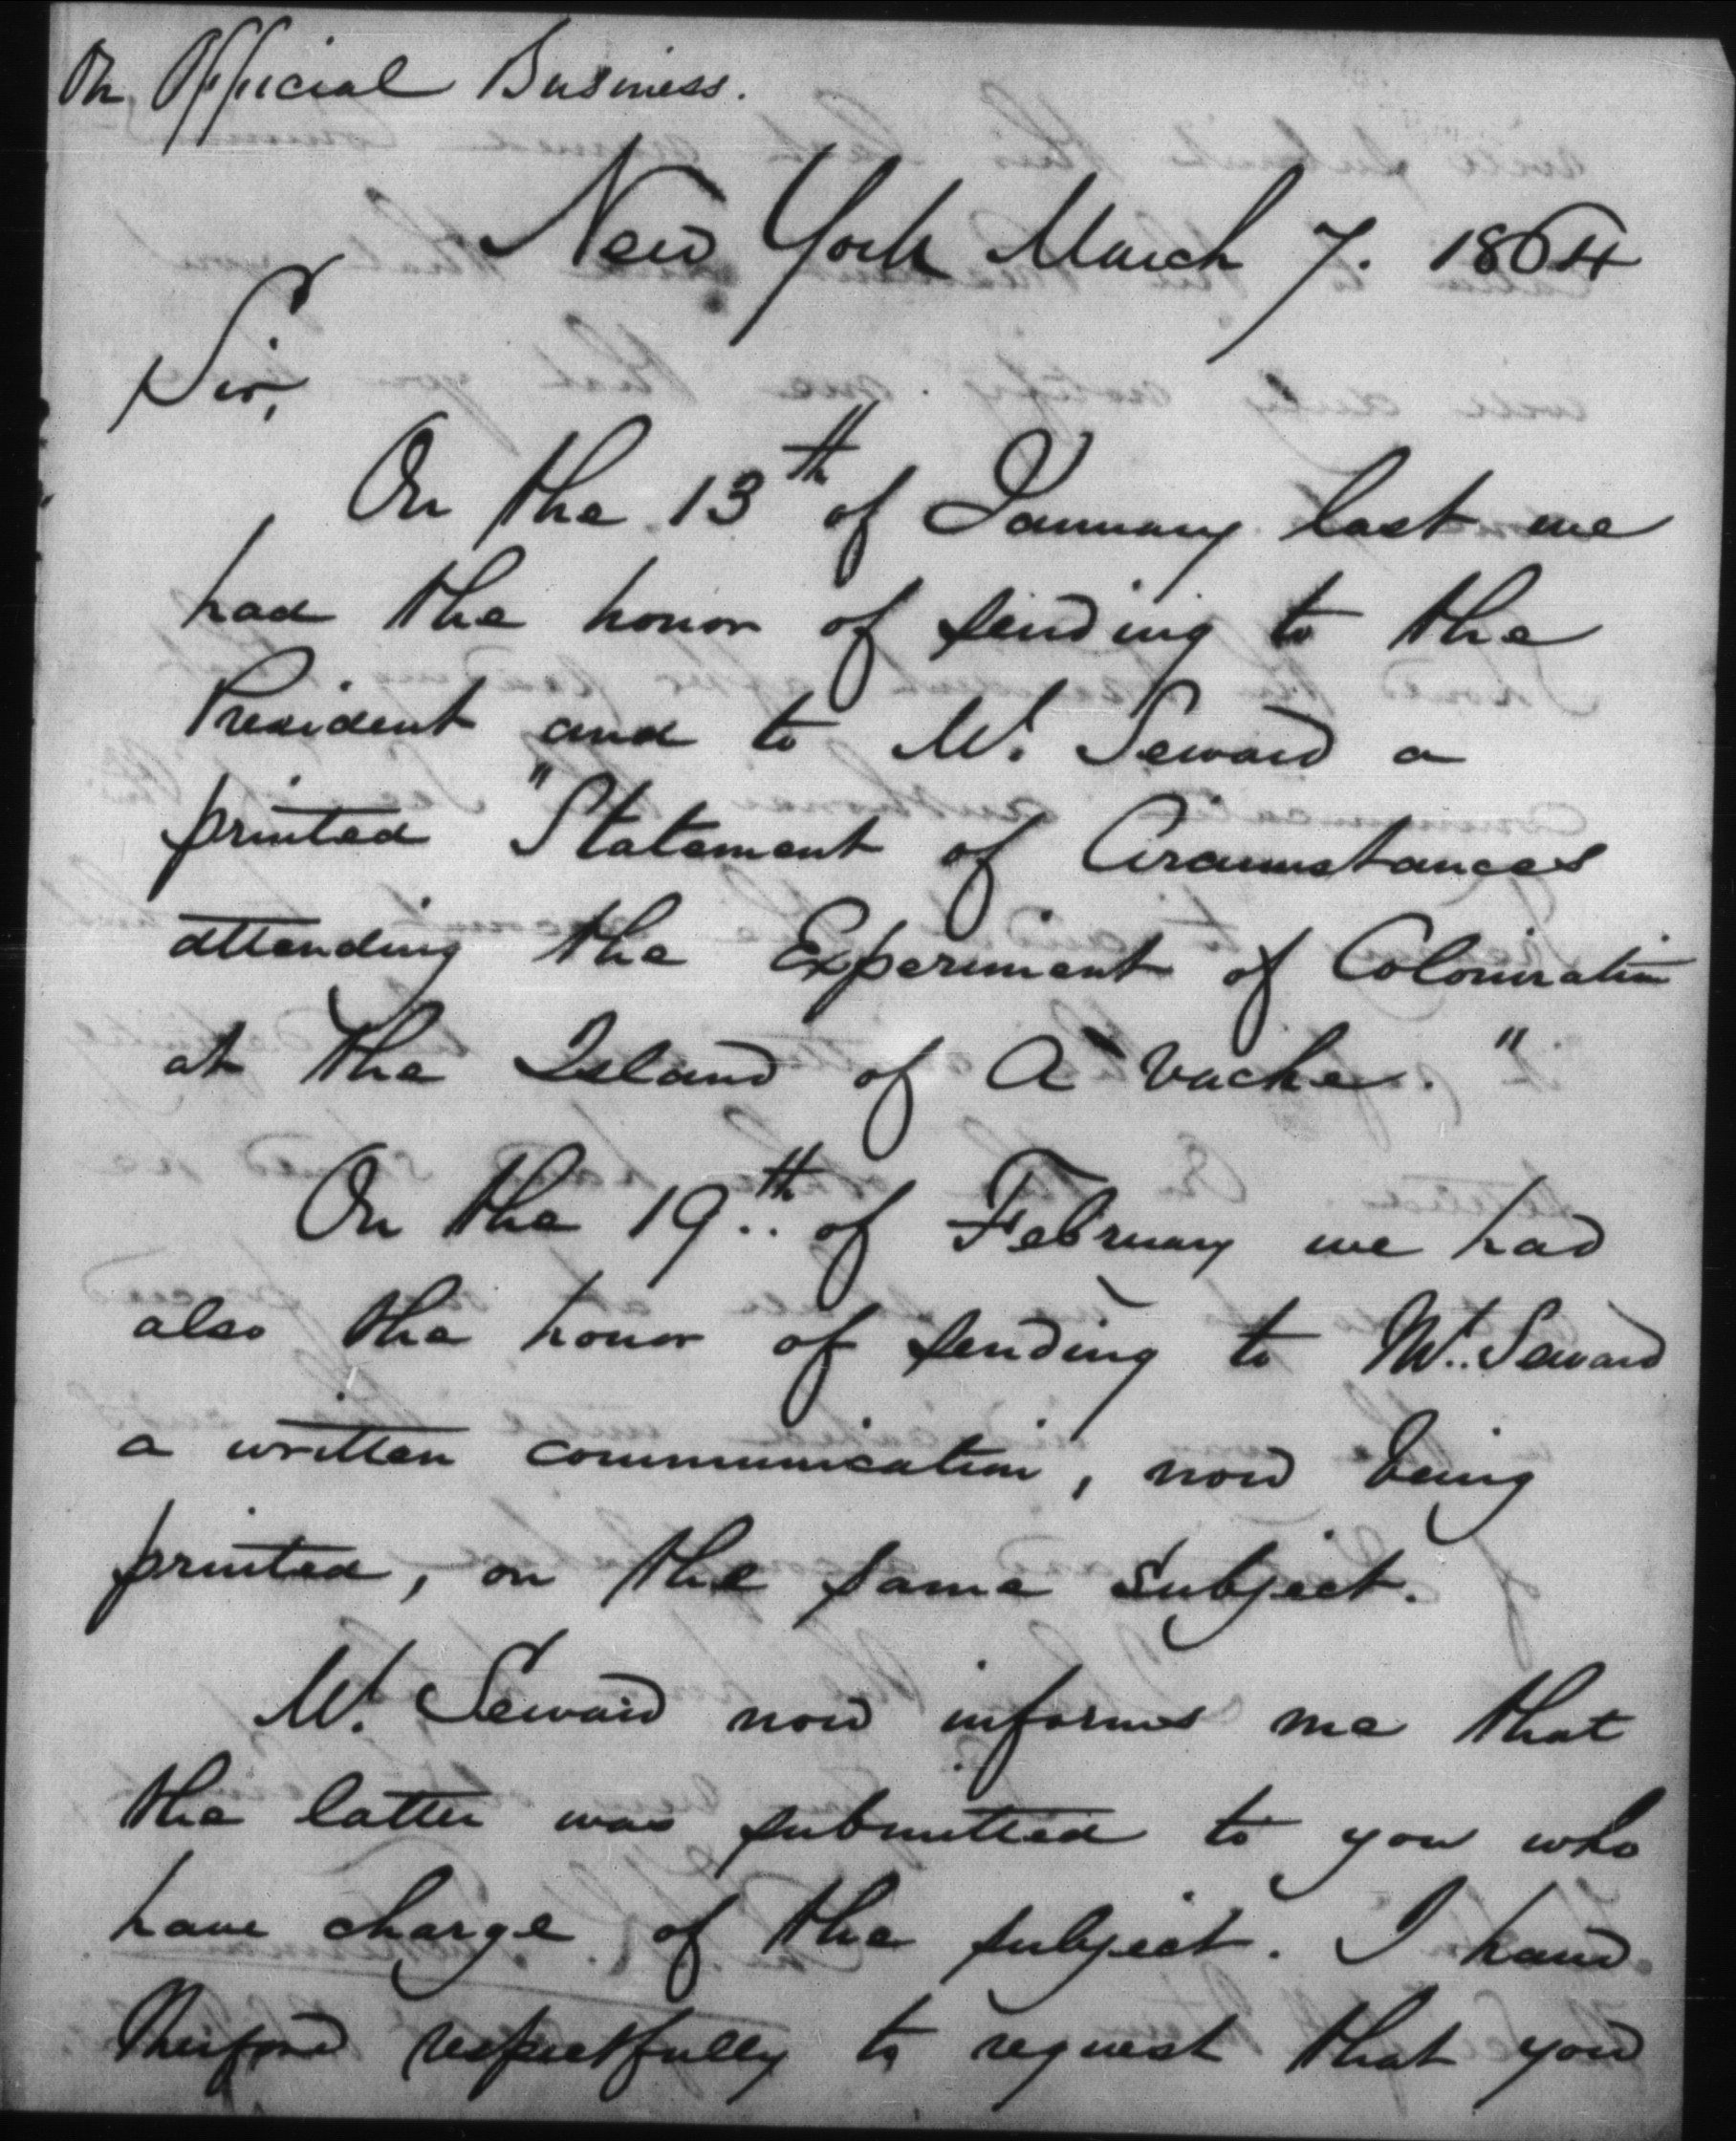 On Official Business.
New York March 7. 1864
Sir,
On the 13th of January last we
had the honor of sending to the
President and to Mr. Seward a
printed "Statement of Circumstances
attending the Experiment of Colonization
at the Island of A Vache."
On the 19th of February we had
also the honor of sending to Mr. Seward
a written communication, now being
printed, on the same subject.
Mr. Seward now informs me that
the latter was submitted to you who
have charge of the subject. I have
therefore respectfully to request that you